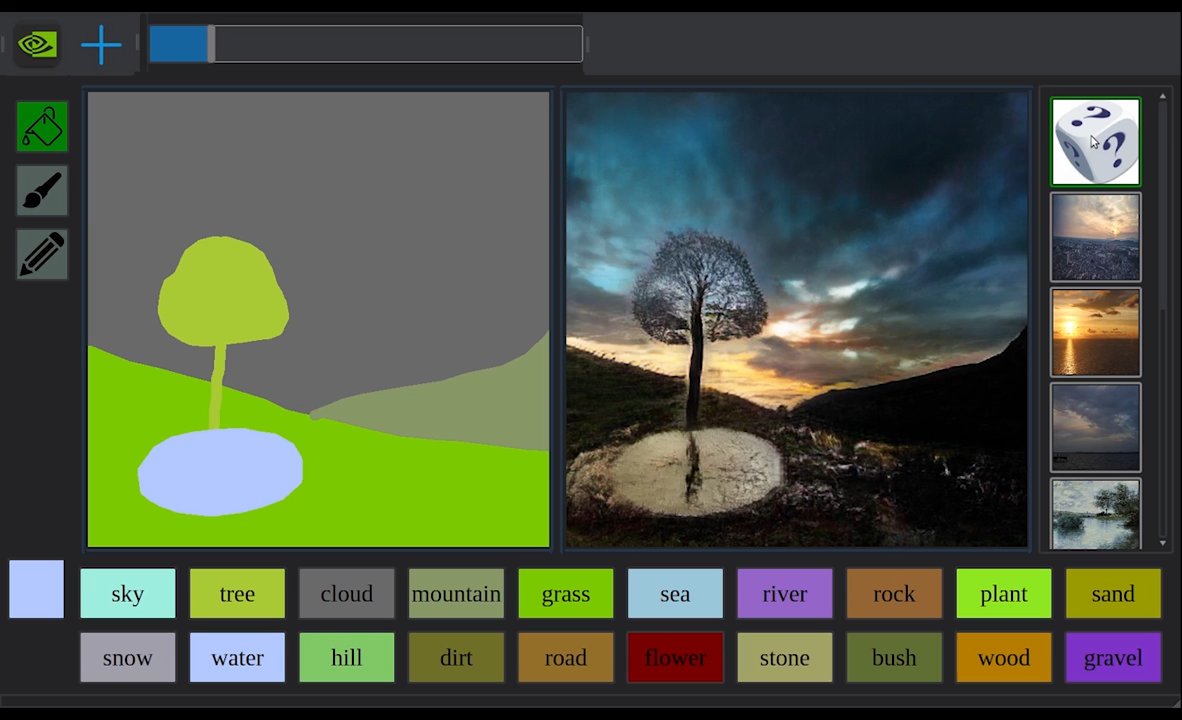 ? ? ?
sky tree cloud mountain grass sea river rock plant sand
snow water hill dirt road flower stone bush wood gravel